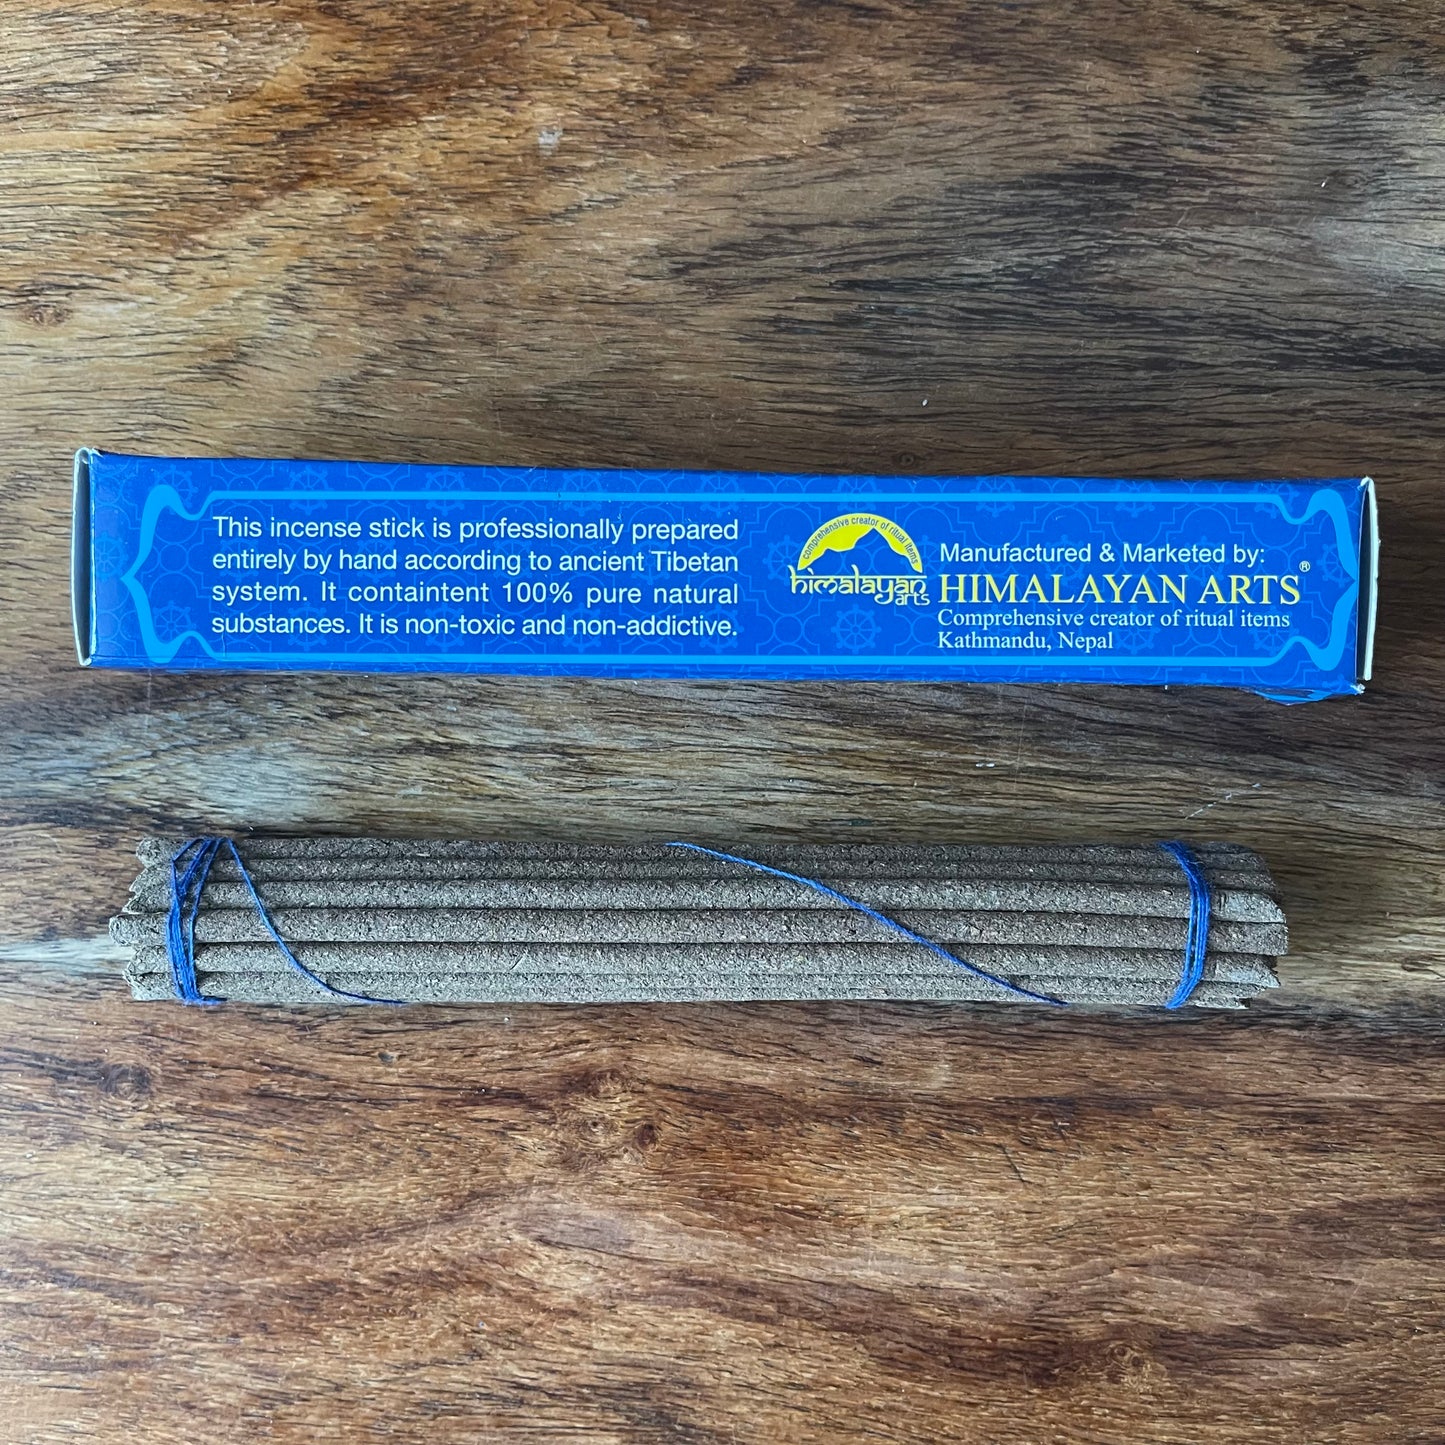 This incense stick is professionally prepared
entirely by hand according to ancient Tibetan
system. It containtent 100% pure natural
substances. It is non-toxic and non-addictive.
comprehensive creator of ritual items
himalayan
arts
Manufactured & Marketed by:
HIMALAYAN ARTS®
Comprehensive creator of ritual items
Kathmandu, Nepal